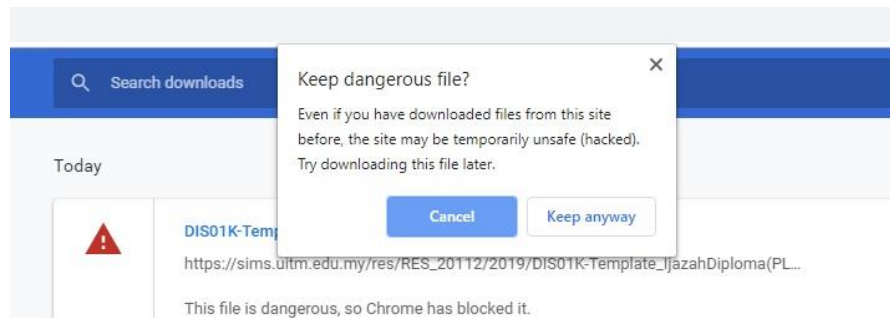 Search downloads
Keep dangerous file?
Even if you have downloaded files from this site
before, the site may be temporarily unsafe (hacked).
Try downloading this file later.
Cancel
Keep anyway
Today
DIS01K-Temp
https://sims.uitm.edu.my/res/RES_20112/2019/DIS01K-Template_IjazahDiploma(PL...
This file is dangerous, so Chrome has blocked it.